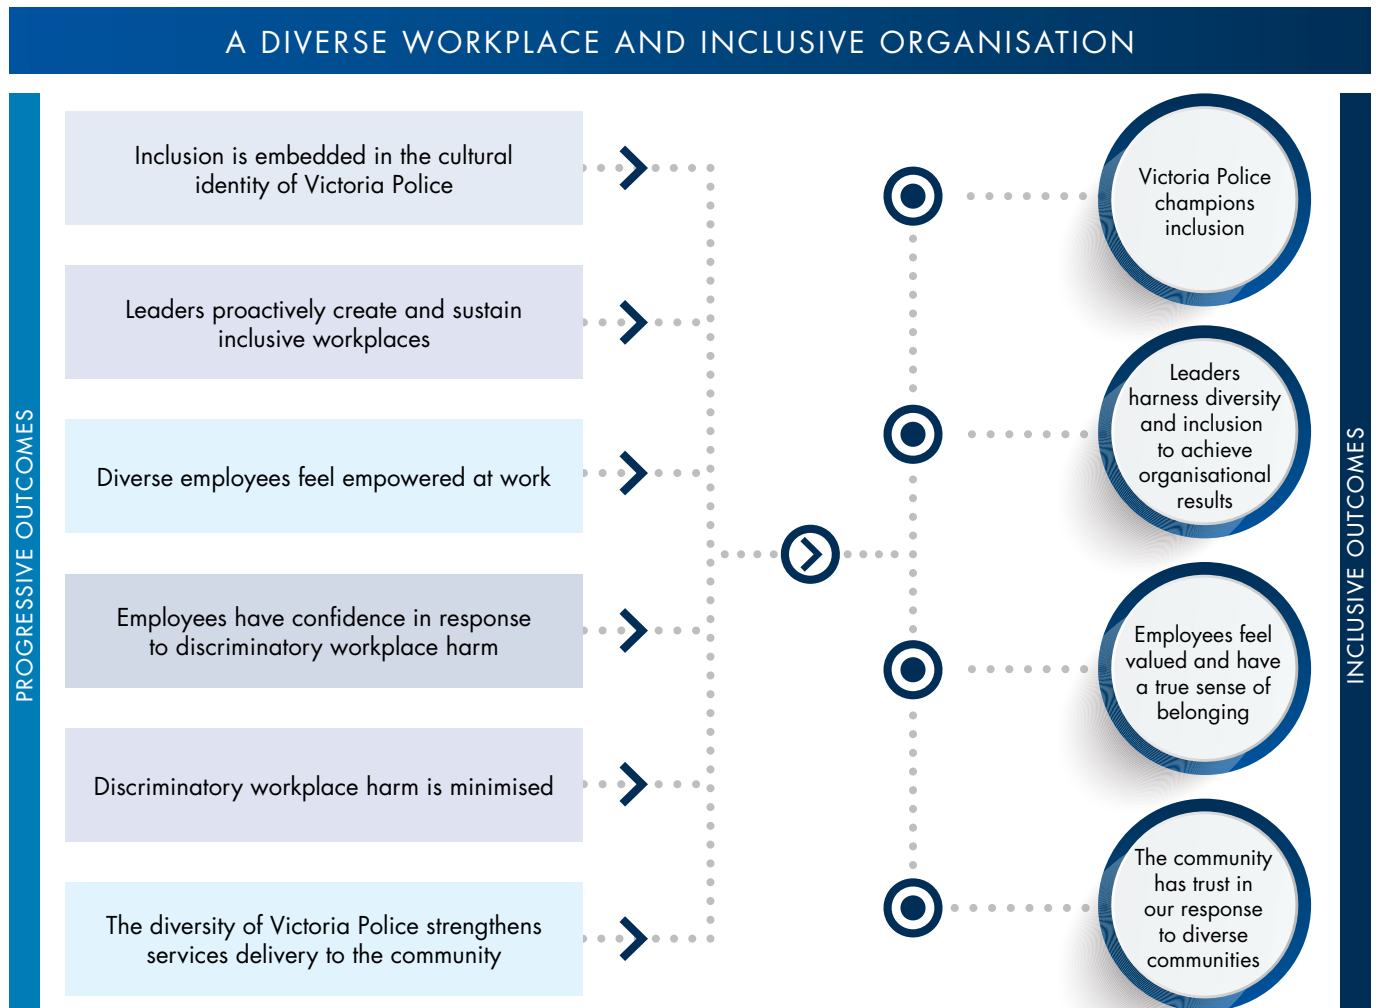 A DIVERSE WORKPLACE AND INCLUSIVE ORGANISATION
PROGRESSIVE OUTCOMES
Inclusion is embedded in the cultural
identity of Victoria Police
Leaders proactively create and sustain
inclusive workplaces
Diverse employees feel empowered at work
Employees have confidence in response
to discriminatory workplace harm
Discriminatory workplace harm is minimised
The diversity of Victoria Police strengthens
services delivery to the community
Victoria Police
champions
inclusion
Leaders
harness diversity
and inclusion
to achieve
organisational
results
Employees feel
valued and have
a true sense of
belonging
The community
has trust in
our response
to diverse
communities
INCLUSIVE OUTCOMES